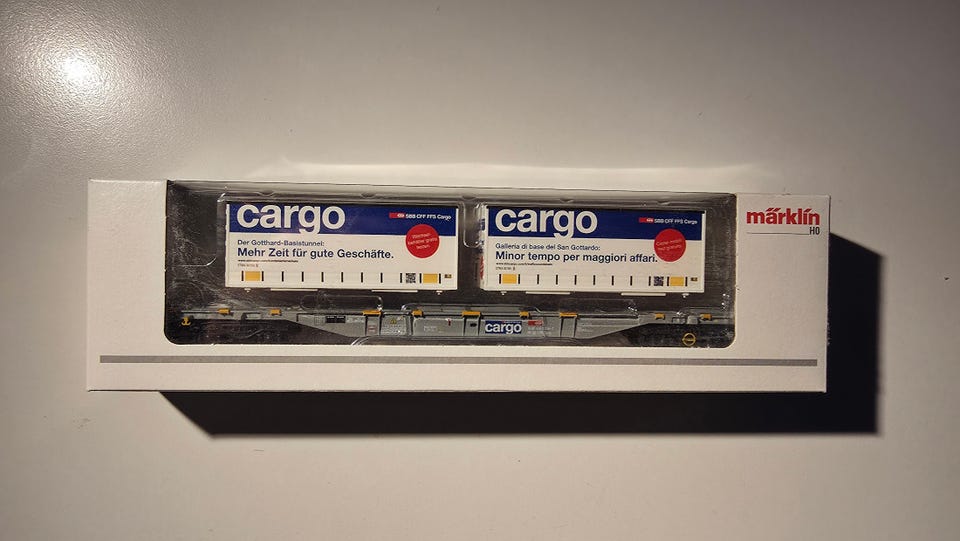 cargo
SBB CFF FFS Cargo
Der Gotthard-Basistunnel:
Mehr Zeit für gute Geschäfte.
cargo
SBB CFF FFS Cargo
Galleria di base del San Gottardo:
Minor tempo per maggiori affari.
märklin
H0
cargo